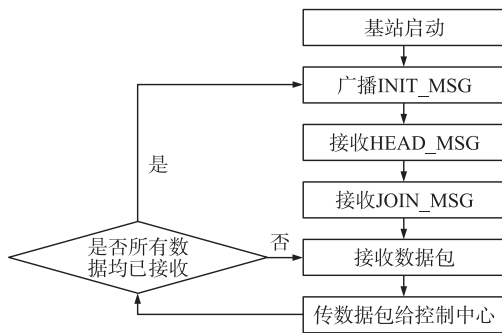 基站启动
广播INIT_MSG
接收HEAD_MSG
是
接收JOIN_MSG
是否所有数
据均已接收
否
接收数据包
传数据包给控制中心